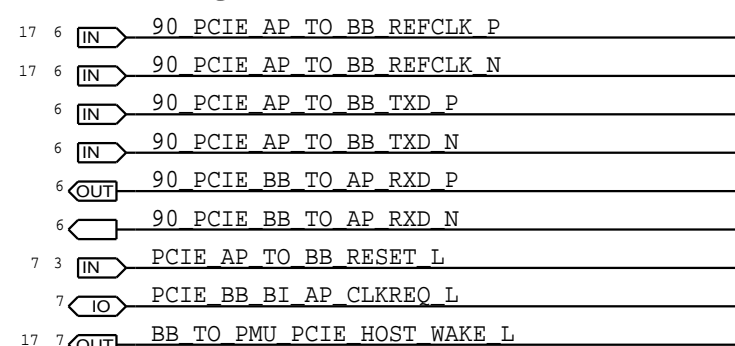 17 6 IN 90_PCIE_AP_TO_BB_REFCLK_P
17 6 IN 90_PCIE_AP_TO_BB_REFCLK_N
6 IN 90_PCIE_AP_TO_BB_TXD_P
6 IN 90_PCIE_AP_TO_BB_TXD_N
6 OUT 90_PCIE_BB_TO_AP_RXD_P
6 90_PCIE_BB_TO_AP_RXD_N
7 3 IN PCIE_AP_TO_BB_RESET_L
7 IO PCIE_BB_BI_AP_CLKREQ_L
17 7 OUT BB_TO_PMU_PCIE_HOST_WAKE_L